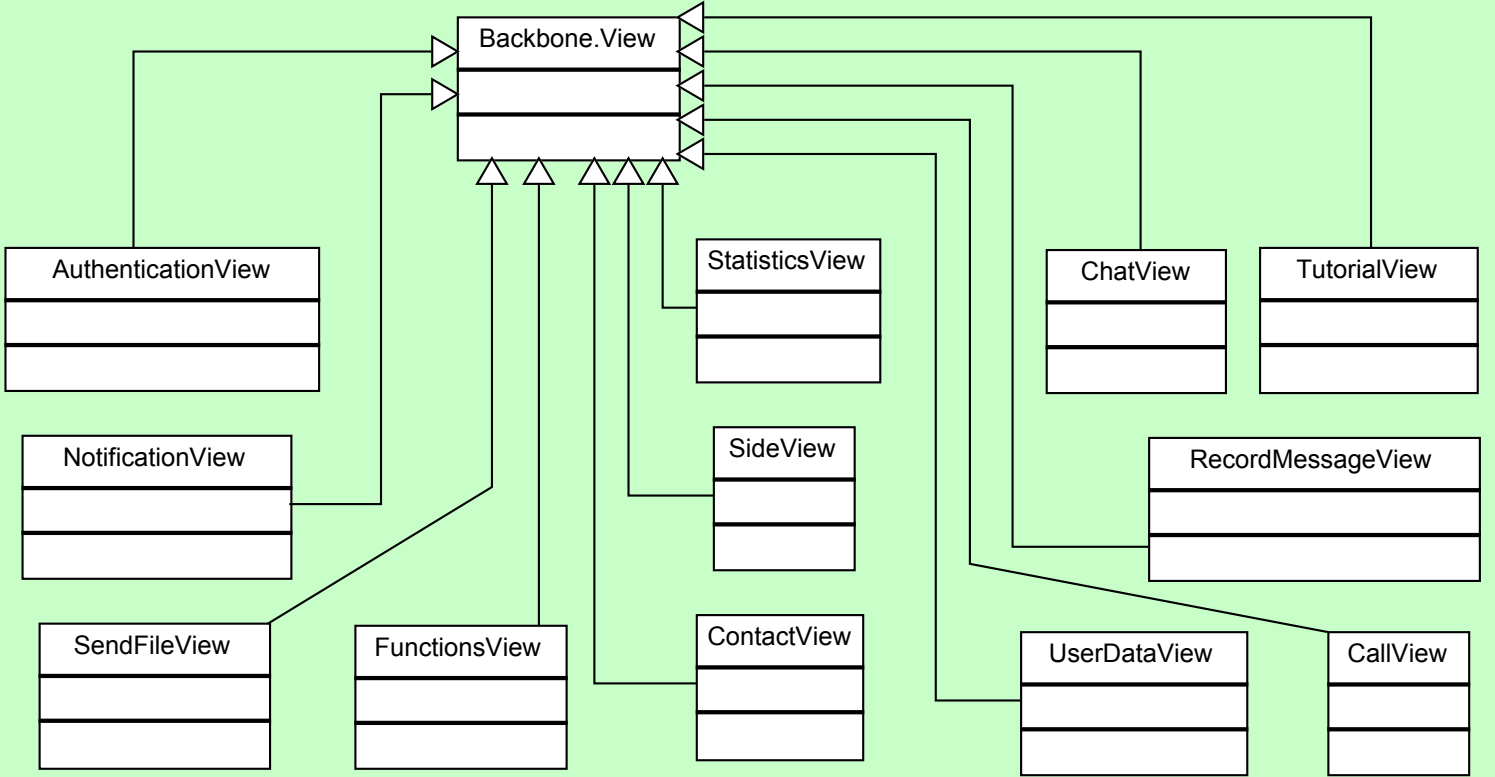 Backbone.View
AuthenticationView
StatisticsView
ChatView
TutorialView
NotificationView
SideView
RecordMessageView
SendFileView
FunctionsView
ContactView
UserDataView
CallView